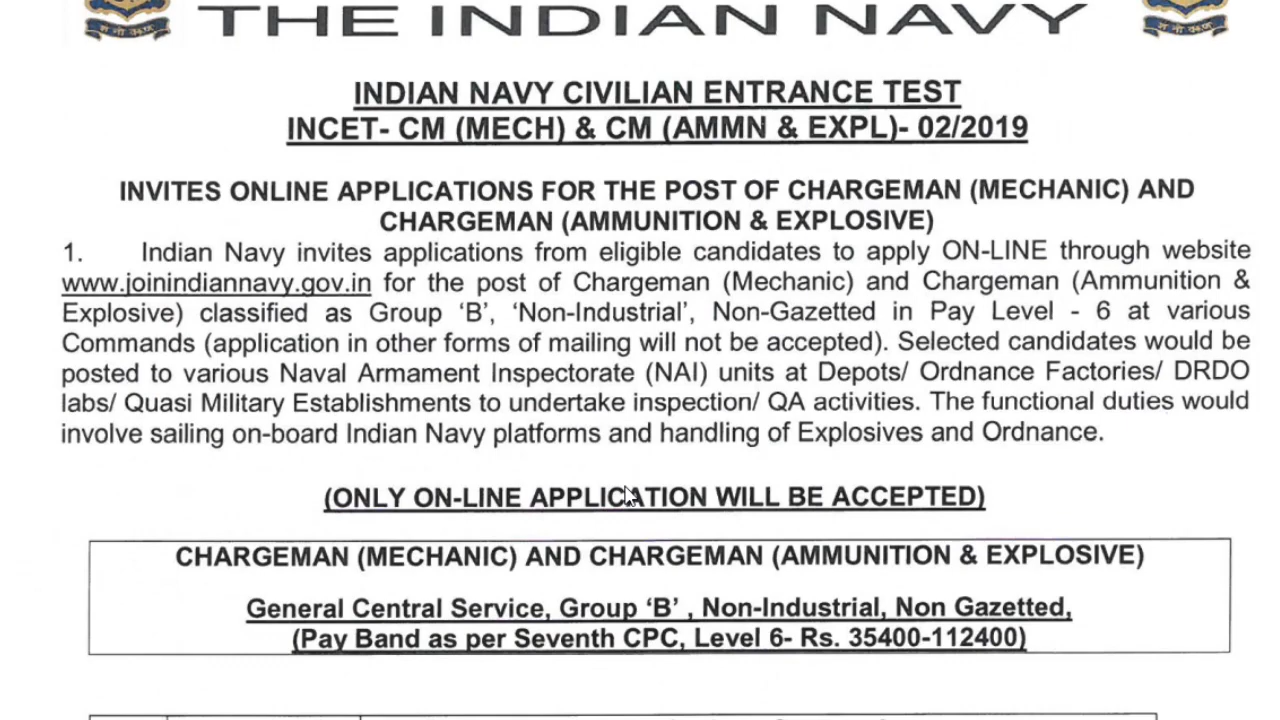 THE INDIAN NAVY
INDIAN NAVY CIVILIAN ENTRANCE TEST
INCET- CM (MECH) & CM (AMMN & EXPL)- 02/2019
INVITES ONLINE APPLICATIONS FOR THE POST OF CHARGEMAN (MECHANIC) AND
CHARGEMAN (AMMUNITION & EXPLOSIVE)
1. Indian Navy invites applications from eligible candidates to apply ON-LINE through website
www.joinindiannavy.gov.in for the post of Chargeman (Mechanic) and Chargeman (Ammunition &
Explosive) classified as Group ‘B’, ‘Non-Industrial’, Non-Gazetted in Pay Level - 6 at various
Commands (application in other forms of mailing will not be accepted). Selected candidates would be
posted to various Naval Armament Inspectorate (NAI) units at Depots/ Ordnance Factories/ DRDO
labs/ Quasi Military Establishments to undertake inspection/ QA activities. The functional duties would
involve sailing on-board Indian Navy platforms and handling of Explosives and Ordnance.
(ONLY ON-LINE APPLICATION WILL BE ACCEPTED)
CHARGEMAN (MECHANIC) AND CHARGEMAN (AMMUNITION & EXPLOSIVE)
General Central Service, Group ‘B’ , Non-Industrial, Non Gazetted,
(Pay Band as per Seventh CPC, Level 6- Rs. 35400-112400)